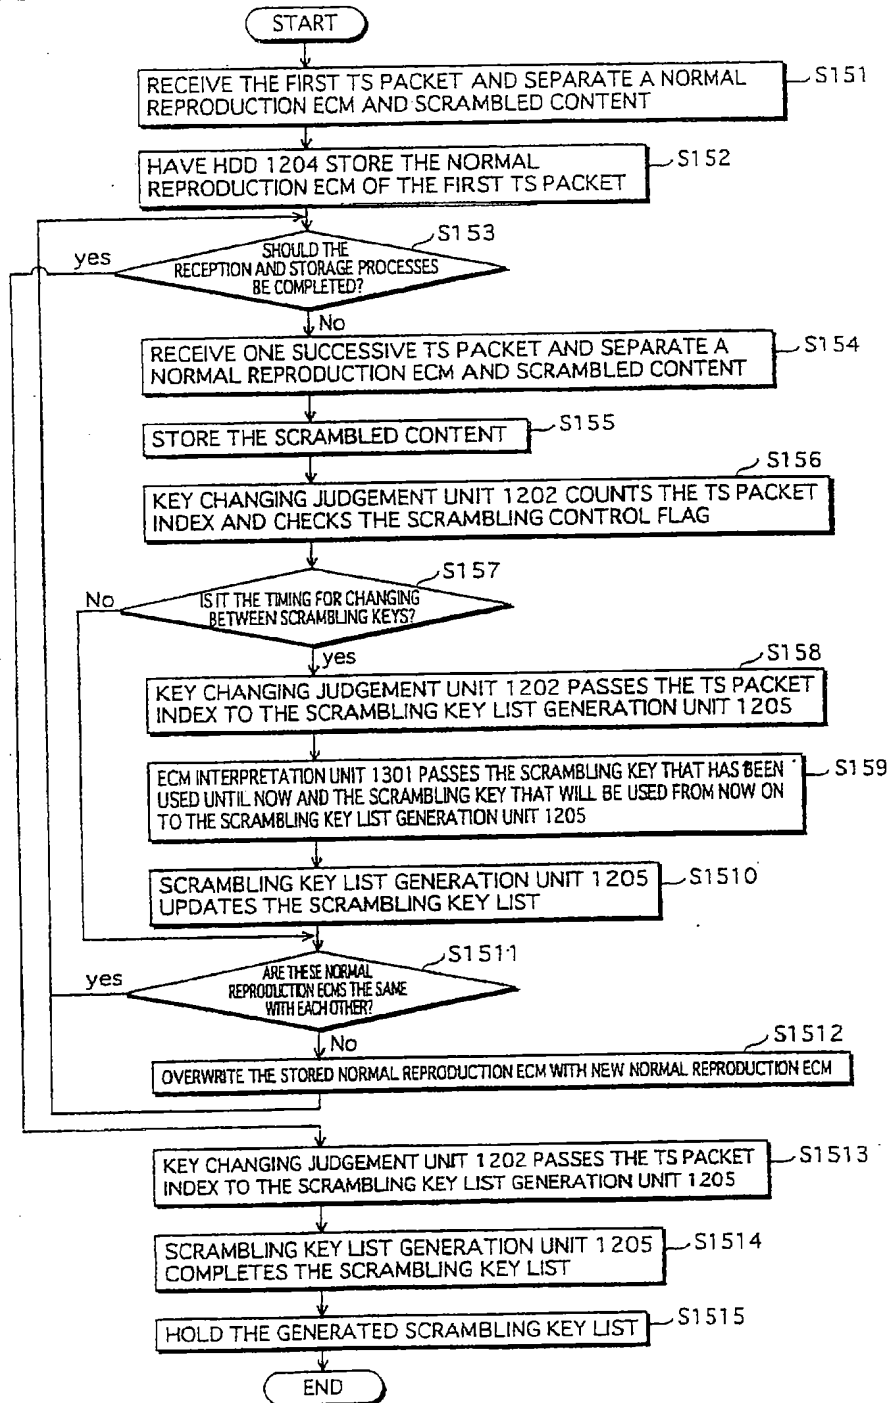 START
RECEIVE THE FIRST TS PACKET AND SEPARATE A NORMAL
REPRODUCTION ECM AND SCRAMBLED CONTENT
S151
HAVE HDD 1204 STORE THE NORMAL
REPRODUCTION ECM OF THE FIRST TS PACKET
S152
S153
SHOULD THE
RECEPTION AND STORAGE PROCESSES
BE COMPLETED?
yes
No
RECEIVE ONE SUCCESSIVE TS PACKET AND SEPARATE A
NORMAL REPRODUCTION ECM AND SCRAMBLED CONTENT
S154
STORE THE SCRAMBLED CONTENT
S155
S156
KEY CHANGING JUDGEMENT UNIT 1202 COUNTS THE TS PACKET
INDEX AND CHECKS THE SCRAMBLING CONTROL FLAG
S157
IS IT THE TIMING FOR CHANGING
BETWEEN SCRAMBLING KEYS?
No
yes
S158
KEY CHANGING JUDGEMENT UNIT 1202 PASSES THE TS PACKET
INDEX TO THE SCRAMBLING KEY LIST GENERATION UNIT 1205
ECM INTERPRETATION UNIT 1301 PASSES THE SCRAMBLING KEY THAT HAS BEEN
USED UNTIL NOW AND THE SCRAMBLING KEY THAT WILL BE USED FROM NOW ON
TO THE SCRAMBLING KEY LIST GENERATION UNIT 1205
S159
SCRAMBLING KEY LIST GENERATION UNIT 1205
UPDATES THE SCRAMBLING KEY LIST
S1510
S1511
ARE THESE NORMAL
REPRODUCTION ECMS THE SAME
WITH EACH OTHER?
yes
No
S1512
OVERWRITE THE STORED NORMAL REPRODUCTION ECM WITH NEW NORMAL REPRODUCTION ECM
KEY CHANGING JUDGEMENT UNIT 1202 PASSES THE TS PACKET
INDEX TO THE SCRAMBLING KEY LIST GENERATION UNIT 1205
S1513
SCRAMBLING KEY LIST GENERATION UNIT 1205
COMPLETES THE SCRAMBLING KEY LIST
S1514
HOLD THE GENERATED SCRAMBLING KEY LIST
S1515
END